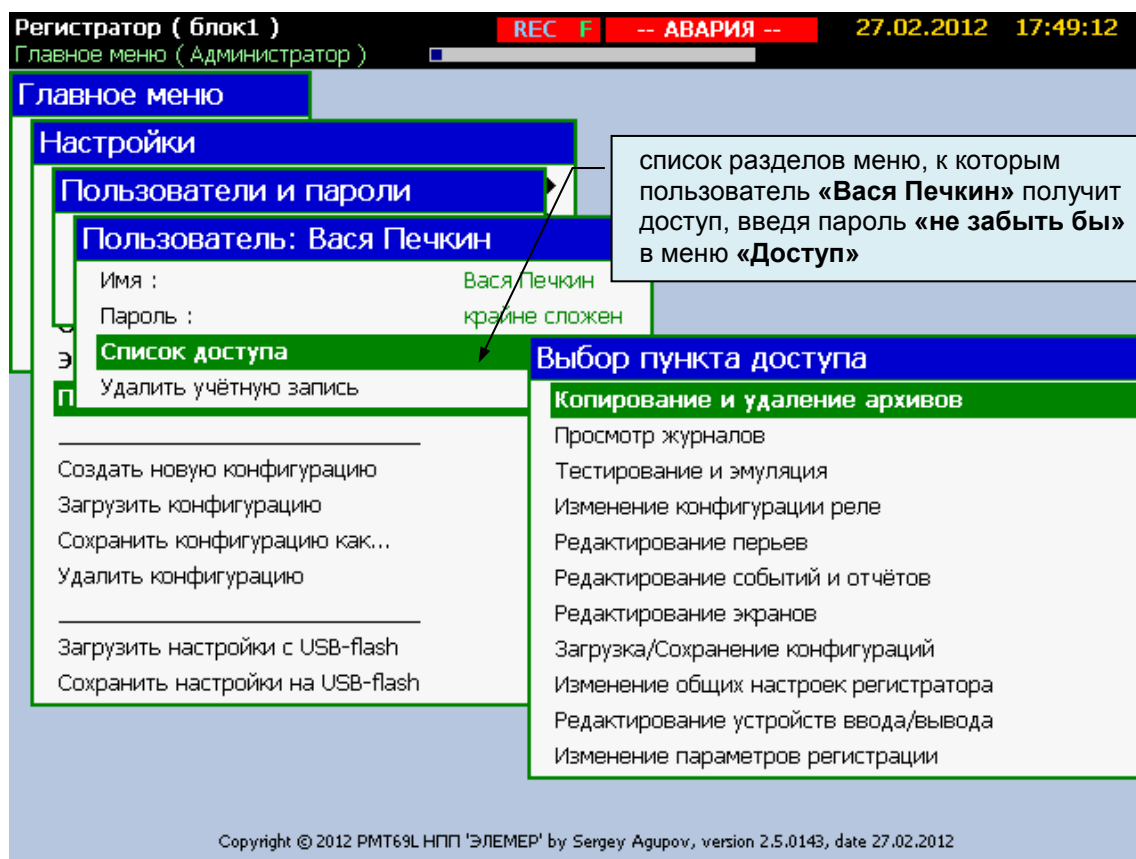 Регистратор ( блок1 )
REC F
-- АВАРИЯ --
27.02.2012 17:49:12
Главное меню ( Администратор )
Главное меню
Настройки
Пользователи и пароли
Пользователь: Вася Печкин
Имя : Вася Печкин
Пароль : крайне сложен
Список доступа
Удалить учётную запись
список разделов меню, к которым
пользователь «Вася Печкин» получит
доступ, введя пароль «не забыть бы»
в меню «Доступ»
Создать новую конфигурацию
Загрузить конфигурацию
Сохранить конфигурацию как...
Удалить конфигурацию
Загрузить настройки с USB-flash
Сохранить настройки на USB-flash
Выбор пункта доступа
Копирование и удаление архивов
Просмотр журналов
Тестирование и эмуляция
Изменение конфигурации реле
Редактирование перьев
Редактирование событий и отчётов
Редактирование экранов
Загрузка/Сохранение конфигураций
Изменение общих настроек регистратора
Редактирование устройств ввода/вывода
Изменение параметров регистрации
Copyright © 2012 РМТ69L НПП 'ЭЛЕМЕР' by Sergey Agupov, version 2.5.0143, date 27.02.2012